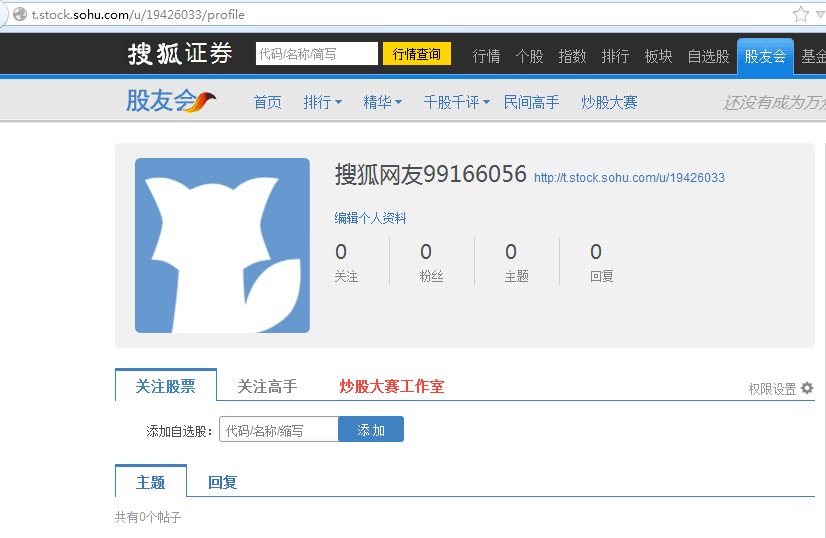 t.stock.sohu.com/u/19426033/profile
搜狐证券 代码/名称/简写 行情查询 行情 个股 指数 排行 板块 自选股 股友会 基金
股友会 首页 排行 精华 千股千评 民间高手 炒股大赛 还没有成为万
搜狐网友99166056 http://t.stock.sohu.com/u/19426033
编辑个人资料
0 0 0 0
关注 粉丝 主题 回复
关注股票 关注高手 炒股大赛工作室 权限设置
添加自选股: 代码/名称/缩写 添 加
主题 回复
共有0个帖子